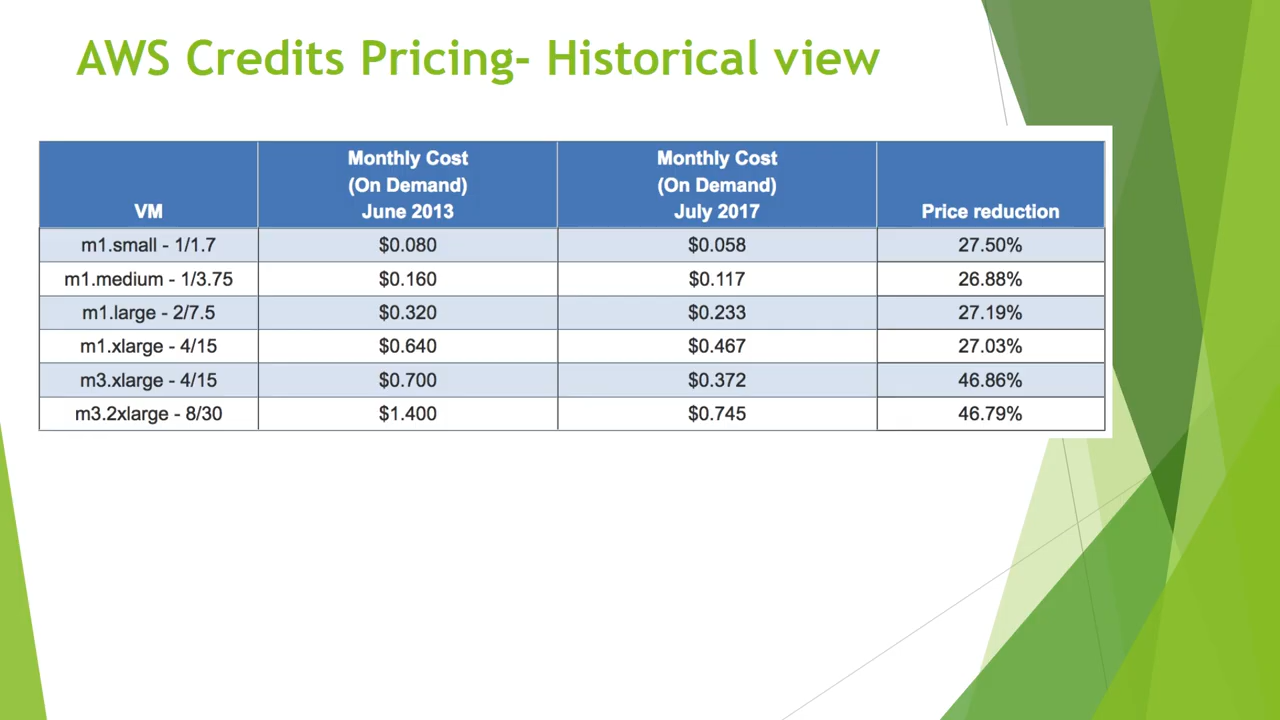 AWS Credits Pricing- Historical view
VM
Monthly Cost
(On Demand)
June 2013
Monthly Cost
(On Demand)
July 2017
Price reduction
m1.small - 1/1.7 $0.080 $0.058 27.50%
m1.medium - 1/3.75 $0.160 $0.117 26.88%
m1.large - 2/7.5 $0.320 $0.233 27.19%
m1.xlarge - 4/15 $0.640 $0.467 27.03%
m3.xlarge - 4/15 $0.700 $0.372 46.86%
m3.2xlarge - 8/30 $1.400 $0.745 46.79%